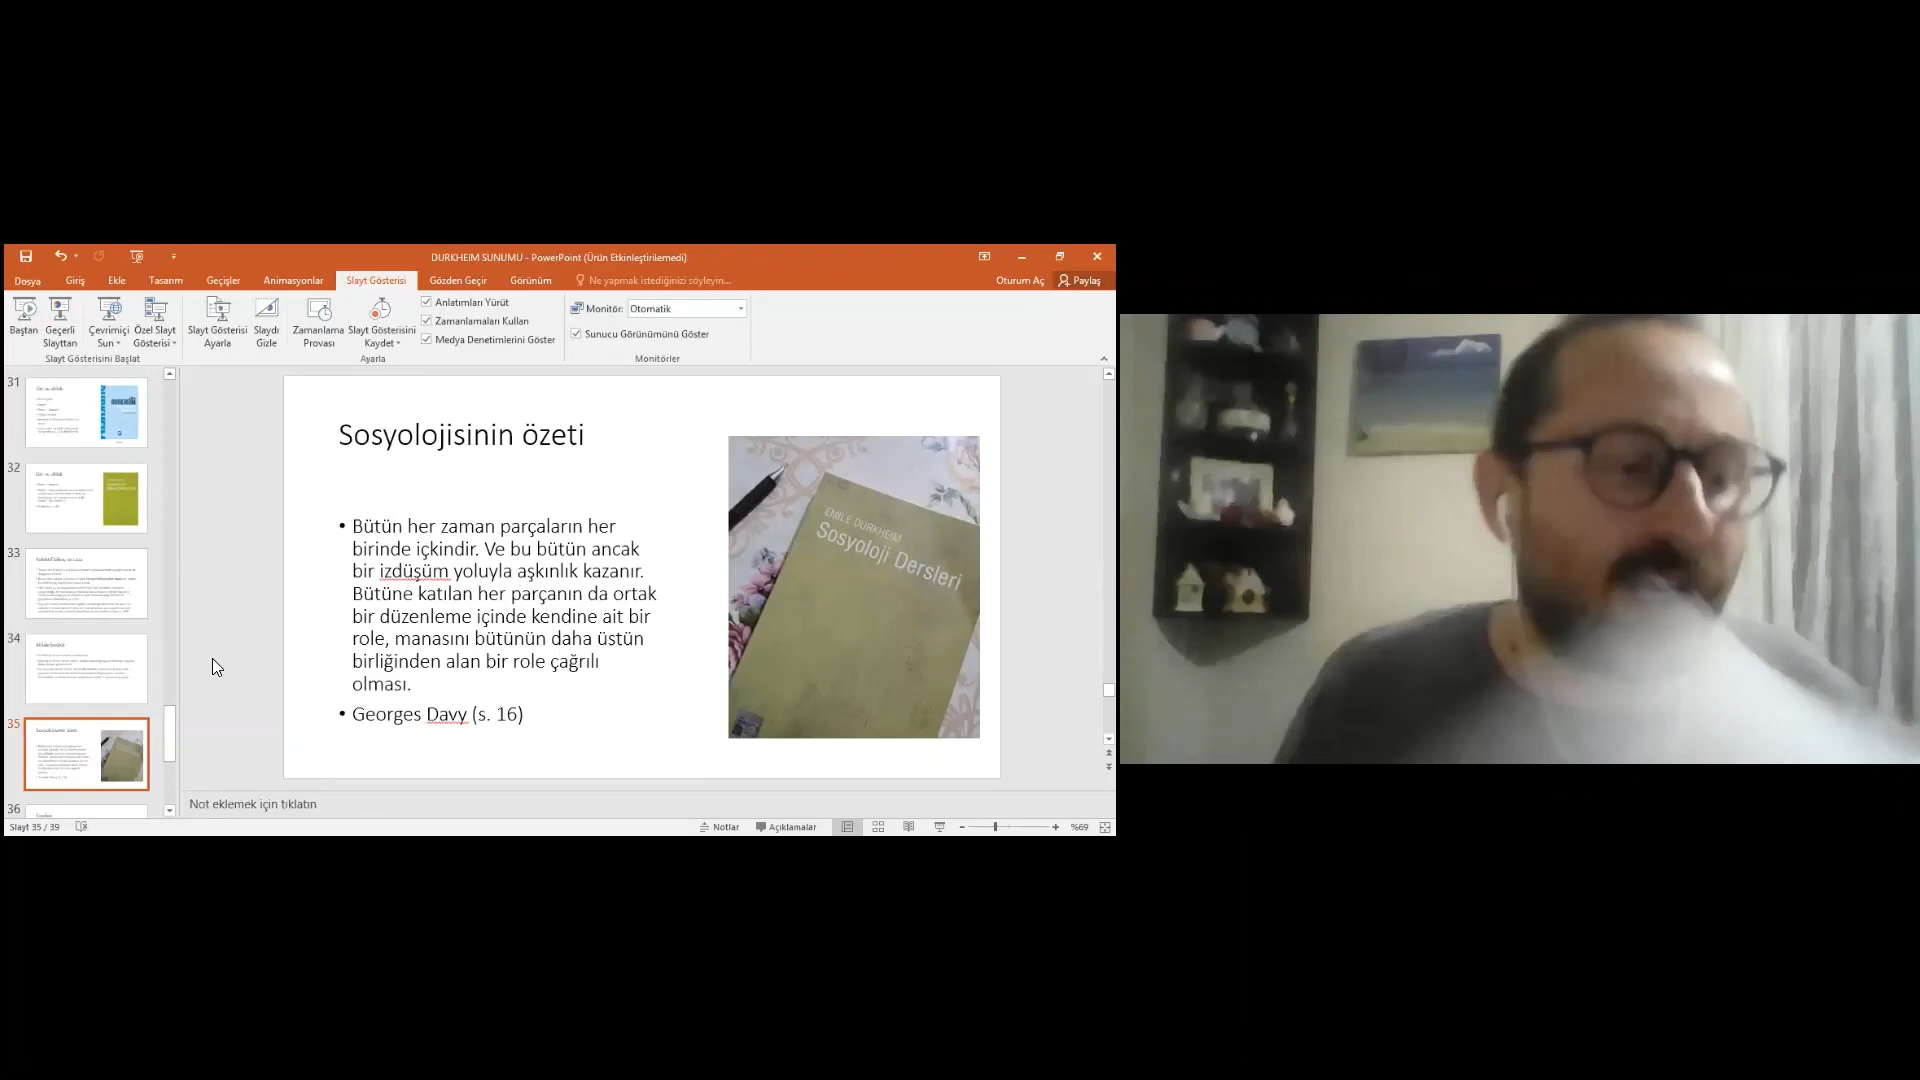 DURKHEIM SUNUMU - PowerPoint (Ürün Etkinleştirilemedi)
Dosya Giriş Ekle Tasarım Geçişler Animasyonlar Slayt Gösterisi Gözden Geçir Görünüm Ne yapmak istediğinizi söyleyin... Oturum Aç Paylaş
Baştan
Geçerli Slayttan
Çevrimiçi Sun
Özel Slayt Gösterisi
Slayt Gösterisini Başlat
Slayt Gösterisi Ayarla
Slaydı Gizle
Zamanlama Provası
Slayt Gösterisini Kaydet
Anlatımları Yürüt
Zamanlamaları Kullan
Medya Denetimlerini Göster
Ayarla
Monitör: Otomatik
Sunucu Görünümünü Göster
Monitörler
31
32
33
34
35
36
Sosyolojisinin özeti
• Bütün her zaman parçaların her
birinde içkindir. Ve bu bütün ancak
bir izdüşüm yoluyla aşkınlık kazanır.
Bütüne katılan her parçanın da ortak
bir düzenleme içinde kendine ait bir
role, manasını bütünün daha üstün
birliğinden alan bir role çağrılı
olması.
• Georges Davy (s. 16)
EMILE DURKHEIM
Sosyoloji Dersleri
Not eklemek için tıklatın
Slayt 35 / 39
Notlar Açıklamalar %69